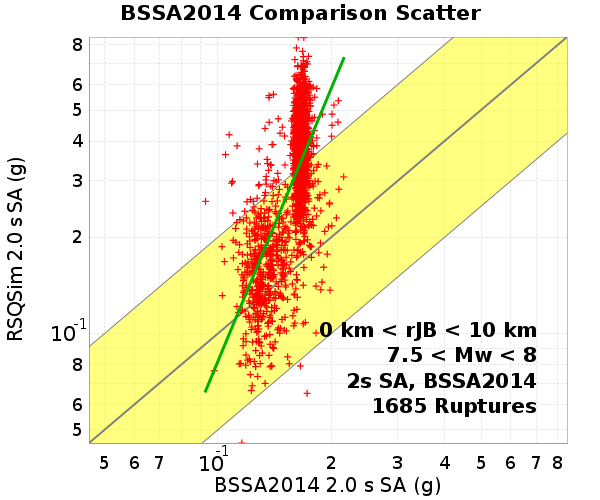 BSSA2014 Comparison Scatter
RSQSim 2.0 s SA (g)
8
6
5
4
3
2
10-1
8
6
5
0 km < rJB < 10 km
7.5 < Mw < 8
2s SA, BSSA2014
1685 Ruptures
5 6 7 10-1 2 3 4 5 6 7 8
BSSA2014 2.0 s SA (g)